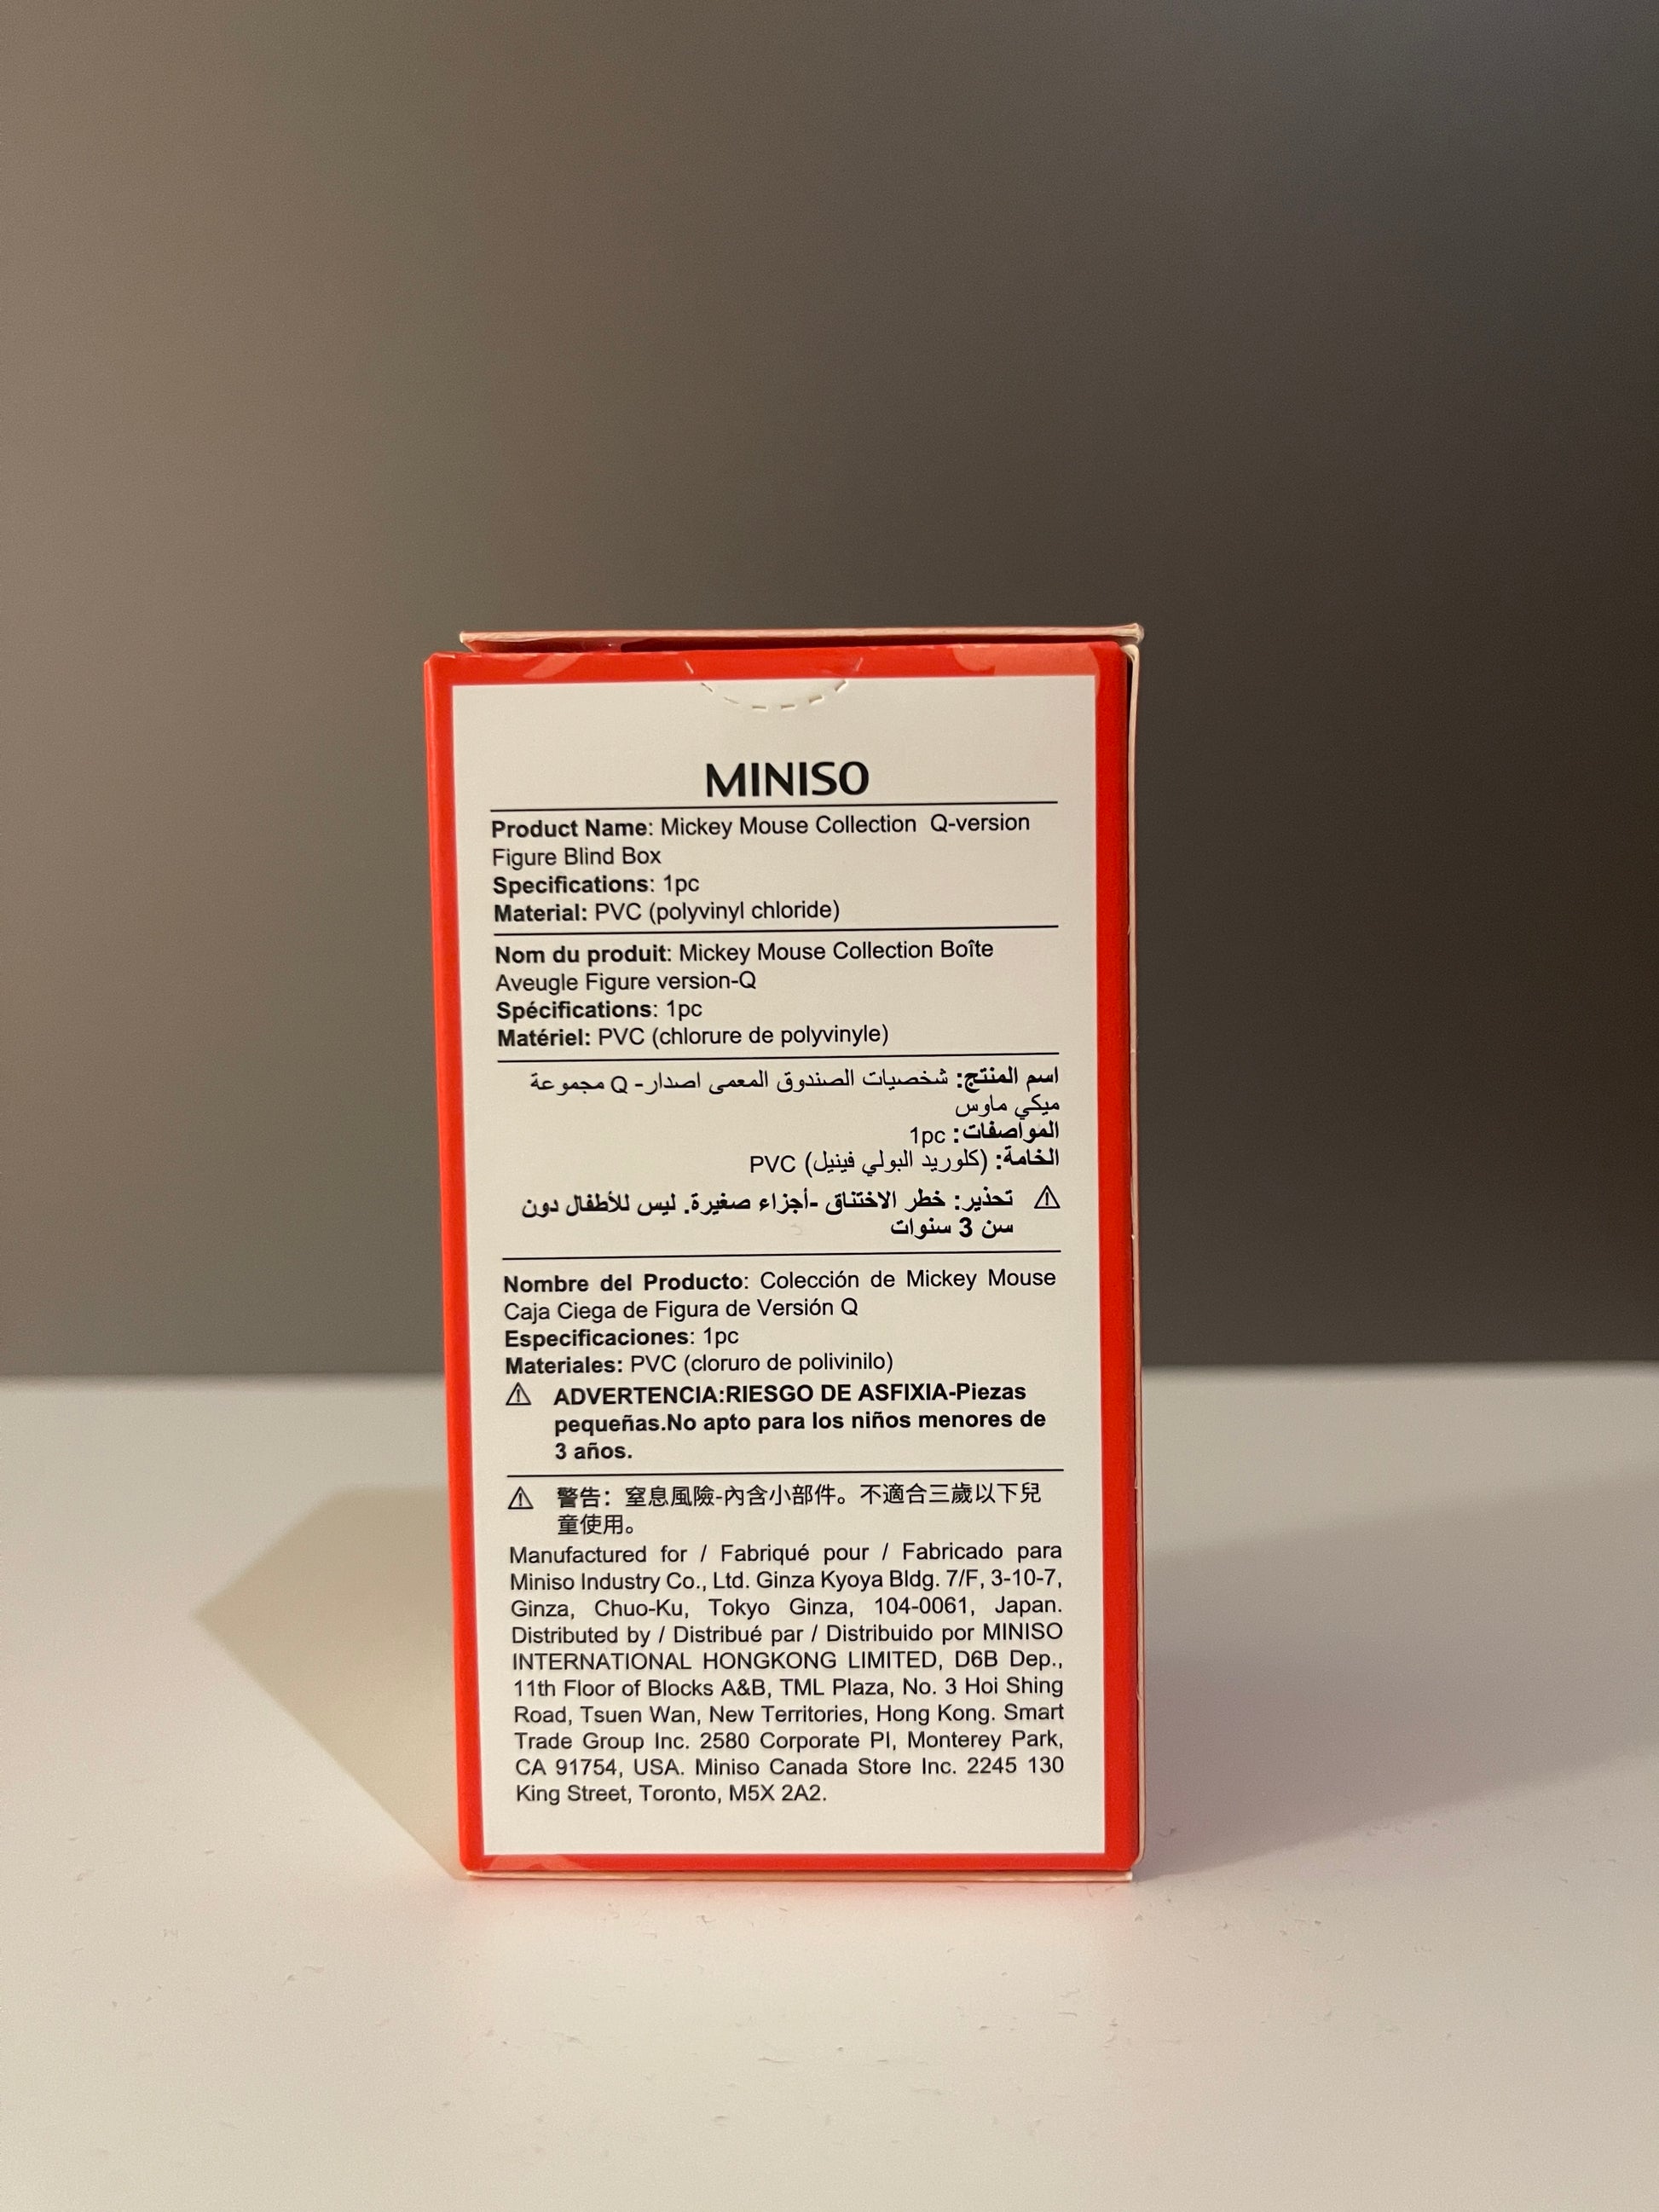 MINISO
Product Name: Mickey Mouse Collection Q-version
Figure Blind Box
Specifications: 1pc
Material: PVC (polyvinyl chloride)
Nom du produit: Mickey Mouse Collection Boîte
Aveugle Figure version-Q
Spécifications: 1pc
Matériel: PVC (chlorure de polyvinyle)
اسم المنتج: شخصيات الصندوق المعمى اصدار- Q مجموعة
ميكي ماوس
المواصفات: 1pc
الخامة: (كلوريد البولي فينيل) PVC
⚠ تحذير: خطر الاختناق -أجزاء صغيرة. ليس للأطفال دون
سن 3 سنوات
Nombre del Producto: Colección de Mickey Mouse
Caja Ciega de Figura de Versión Q
Especificaciones: 1pc
Materiales: PVC (cloruro de polivinilo)
⚠ ADVERTENCIA:RIESGO DE ASFIXIA-Piezas
pequeñas.No apto para los niños menores de
3 años.
⚠ 警告：窒息風險-內含小部件。不適合三歲以下兒
童使用。
Manufactured for / Fabriqué pour / Fabricado para
Miniso Industry Co., Ltd. Ginza Kyoya Bldg. 7/F, 3-10-7,
Ginza, Chuo-Ku, Tokyo Ginza, 104-0061, Japan.
Distributed by / Distribué par / Distribuido por MINISO
INTERNATIONAL HONGKONG LIMITED, D6B Dep.,
11th Floor of Blocks A&B, TML Plaza, No. 3 Hoi Shing
Road, Tsuen Wan, New Territories, Hong Kong. Smart
Trade Group Inc. 2580 Corporate Pl, Monterey Park,
CA 91754, USA. Miniso Canada Store Inc. 2245 130
King Street, Toronto, M5X 2A2.